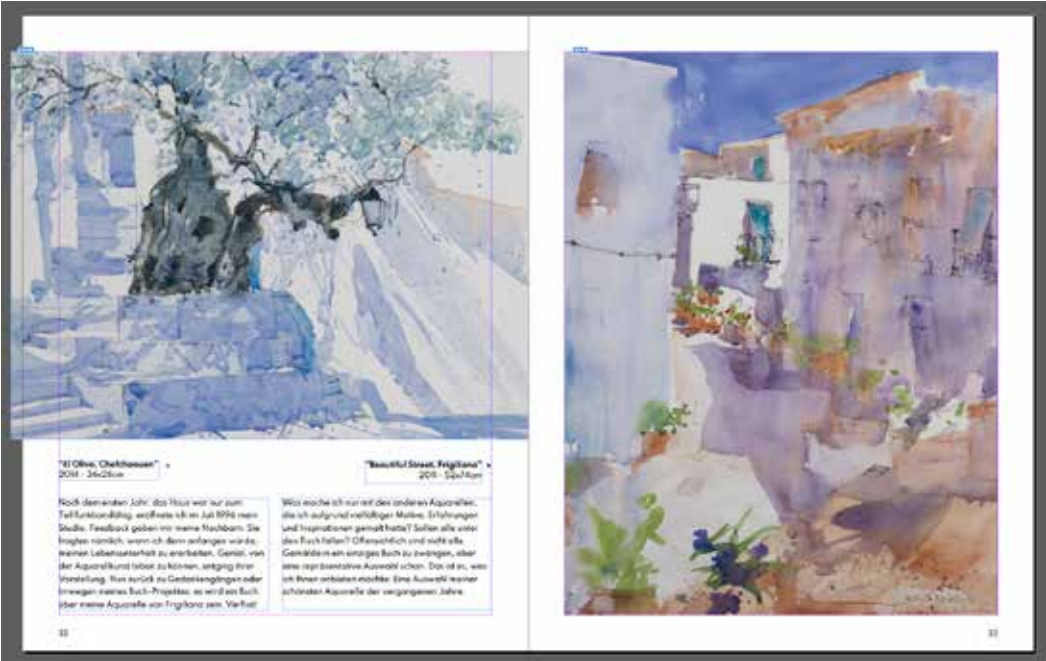 "El Olivo, Chefchaouen"
2014 - 36x26cm
"Beautiful Street, Frigiliana"
2011 - 52x74cm
Nach dem ersten Jahr, das Haus war nur zum
Teil funktionsfähig, eröffnete ich im Juli 1996 mein
Studio. Feedback gaben mir meine Nachbarn. Sie
fragten nämlich, wann ich denn anfangen würde,
meinen Lebensunterhalt zu erarbeiten. Genial, von
der Aquarellkunst leben zu können, entging ihrer
Vorstellung. Nun zurück zu Gedankengängen oder
Irrwegen meines Buch-Projektes: es wird ein Buch
über meine Aquarelle von Frigiliana sein. Verflixt!
Was mache ich nur mit den anderen Aquarellen,
die ich aufgrund vielfältiger Motive, Erfahrungen
und Inspirationen gemalt hatte? Sollen alle unter
den Tisch fallen? Offensichtlich sind nicht alle
Gemälde in ein einziges Buch zu zwängen, aber
eine repräsentative Auswahl schon. Das ist es, was
ich Ihnen anbieten möchte: Eine Auswahl meiner
schönsten Aquarelle der vergangenen Jahre.